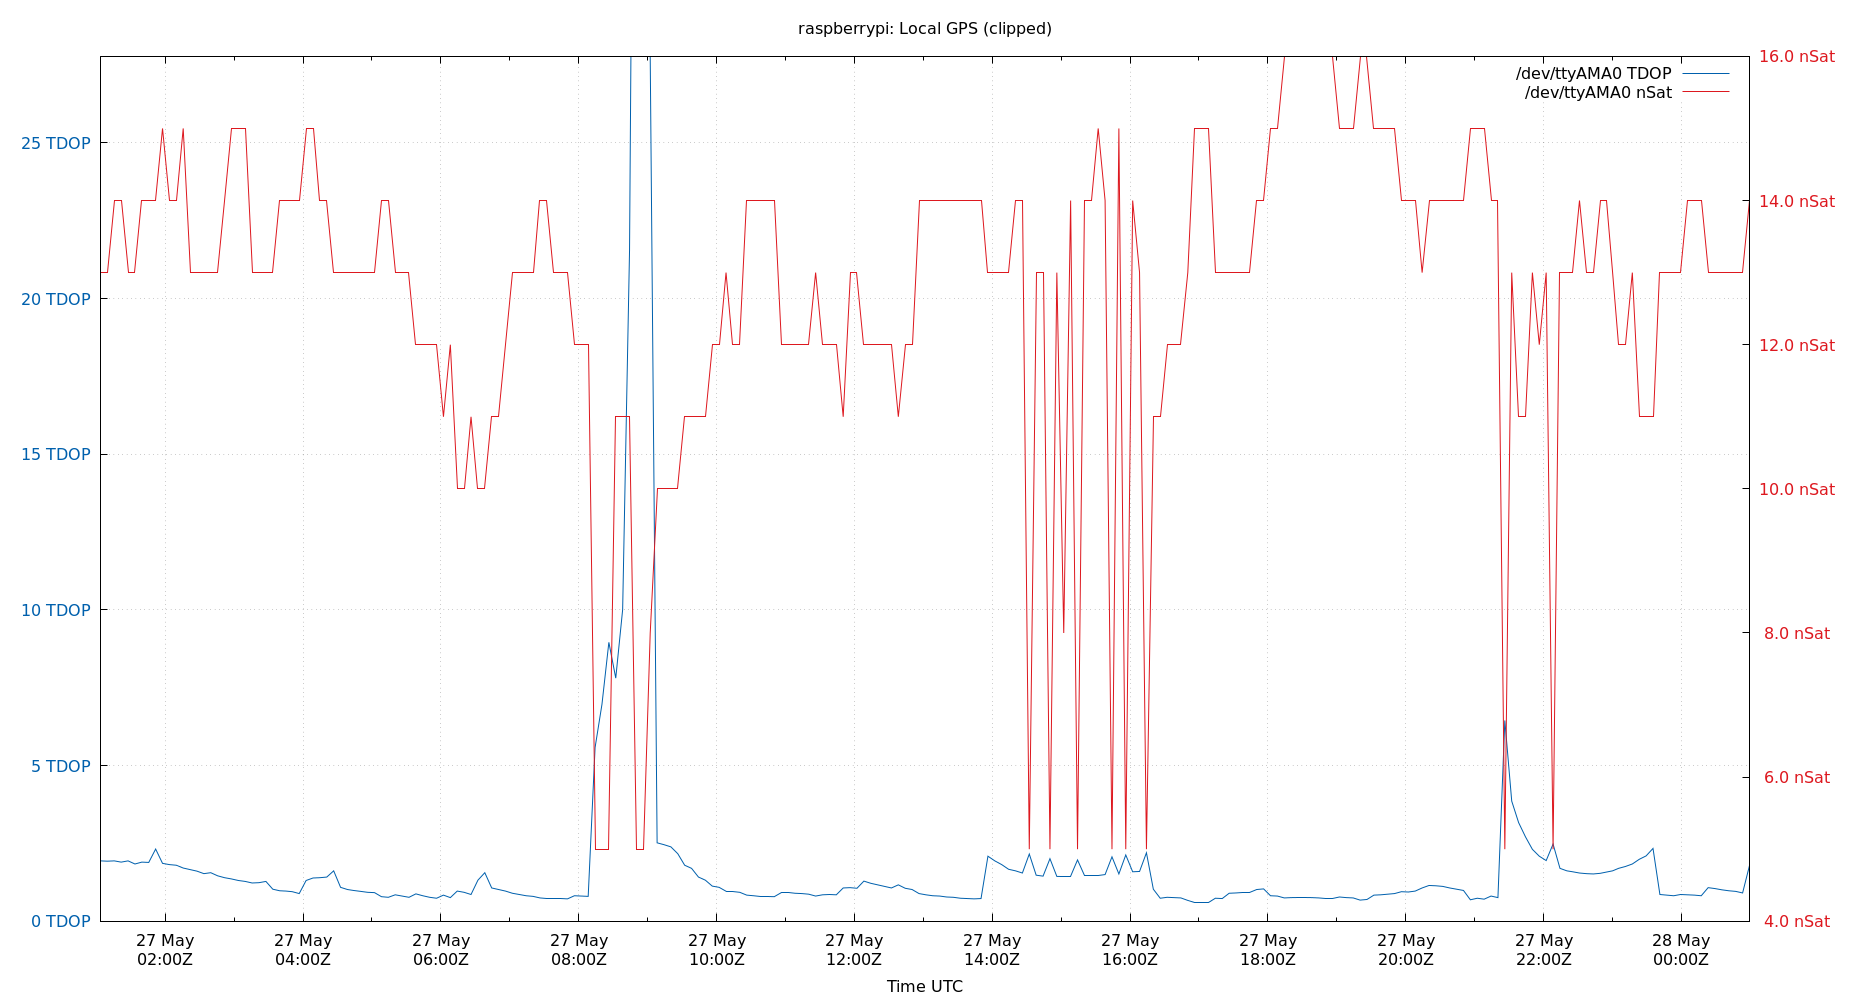 raspberrypi: Local GPS (clipped)
/dev/ttyAMA0 TDOP
/dev/ttyAMA0 nSat
25 TDOP
20 TDOP
15 TDOP
10 TDOP
5 TDOP
0 TDOP
16.0 nSat
14.0 nSat
12.0 nSat
10.0 nSat
8.0 nSat
6.0 nSat
4.0 nSat
27 May
02:00Z
27 May
04:00Z
27 May
06:00Z
27 May
08:00Z
27 May
10:00Z
27 May
12:00Z
27 May
14:00Z
27 May
16:00Z
27 May
18:00Z
27 May
20:00Z
27 May
22:00Z
28 May
00:00Z
Time UTC